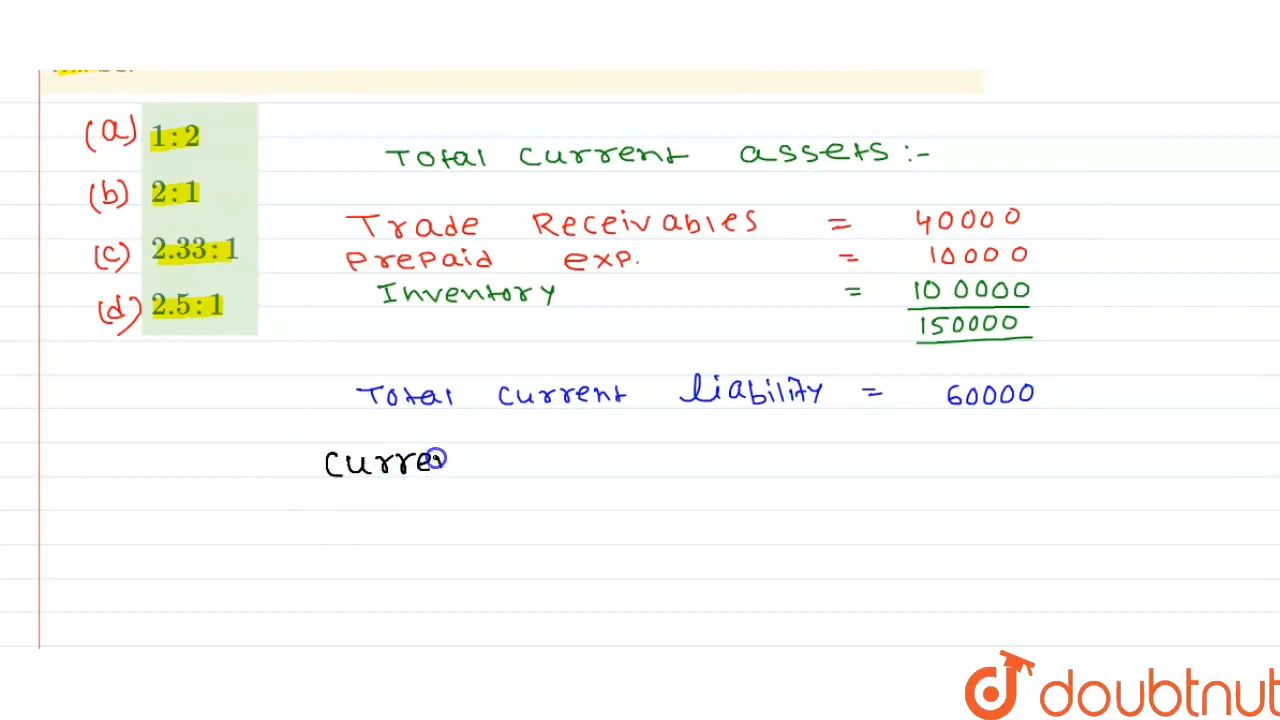 (a) 1 : 2
(b) 2 : 1
(c) 2.33 : 1
(d) 2.5 : 1
Total current assets :-
Trade Receivables = 40000
Prepaid exp. = 10000
Inventory = 100000
150000
Total current liability = 60000
curre
doubtnut